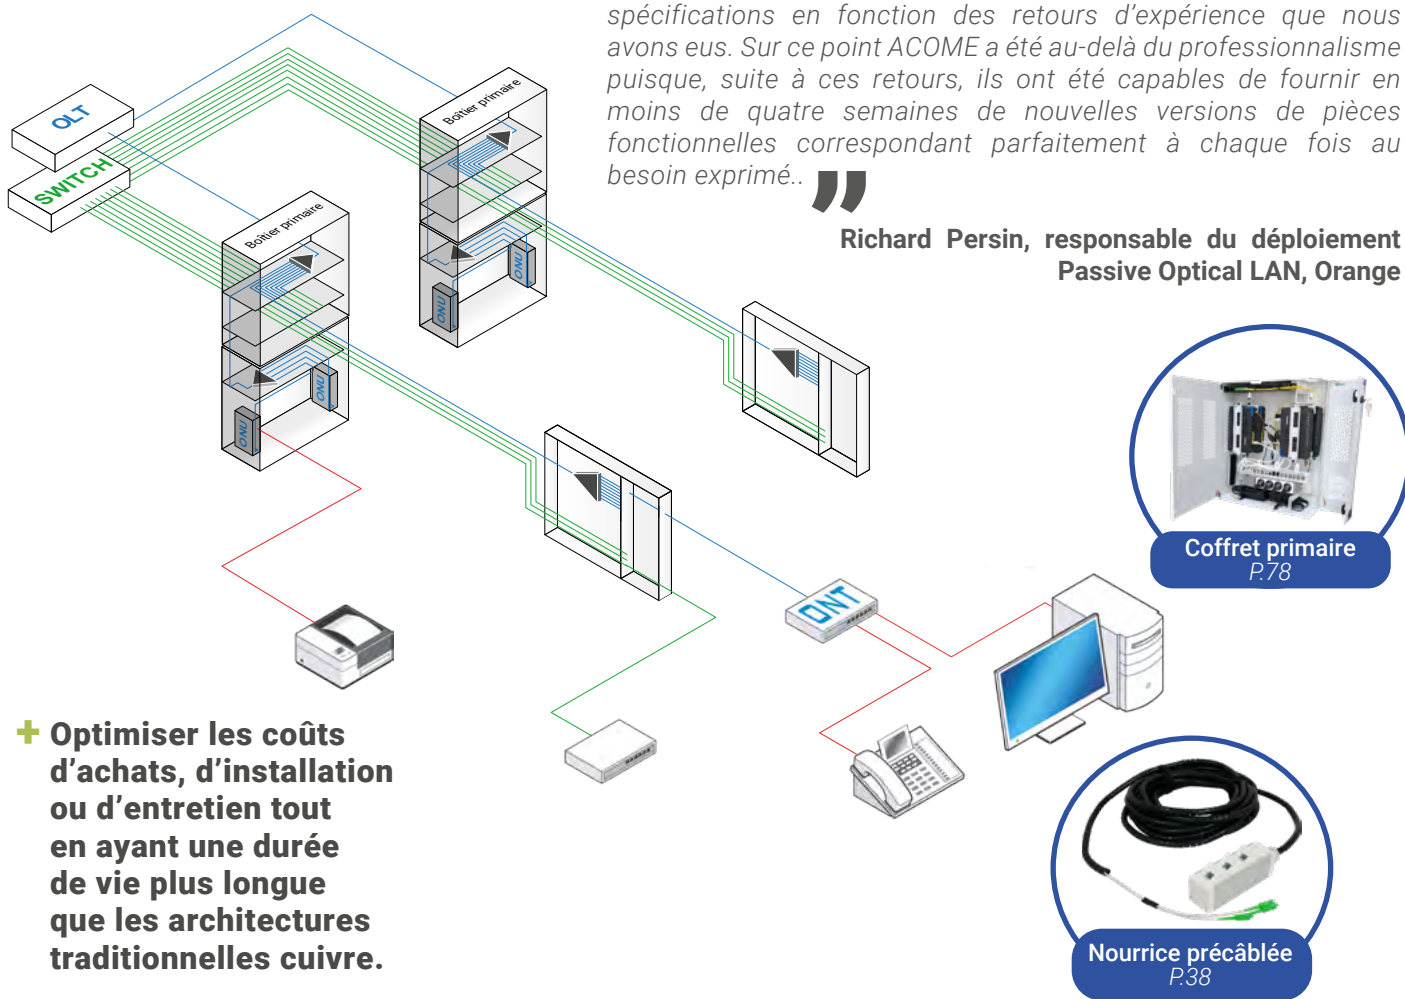 spécifications en fonction des retours d’expérience que nous
avons eus. Sur ce point ACOME a été au-delà du professionnalisme
puisque, suite à ces retours, ils ont été capables de fournir en
moins de quatre semaines de nouvelles versions de pièces
fonctionnelles correspondant parfaitement à chaque fois au
besoin exprimé.. ”
Richard Persin, responsable du déploiement
Passive Optical LAN, Orange
OLT
SWITCH
Boîtier primaire
Boîtier primaire
ONU
ONU
ONU
ONU
ONT
Coffret primaire
P.78
+ Optimiser les coûts
d’achats, d’installation
ou d’entretien tout
en ayant une durée
de vie plus longue
que les architectures
traditionnelles cuivre.
Nourrice précâblée
P.38